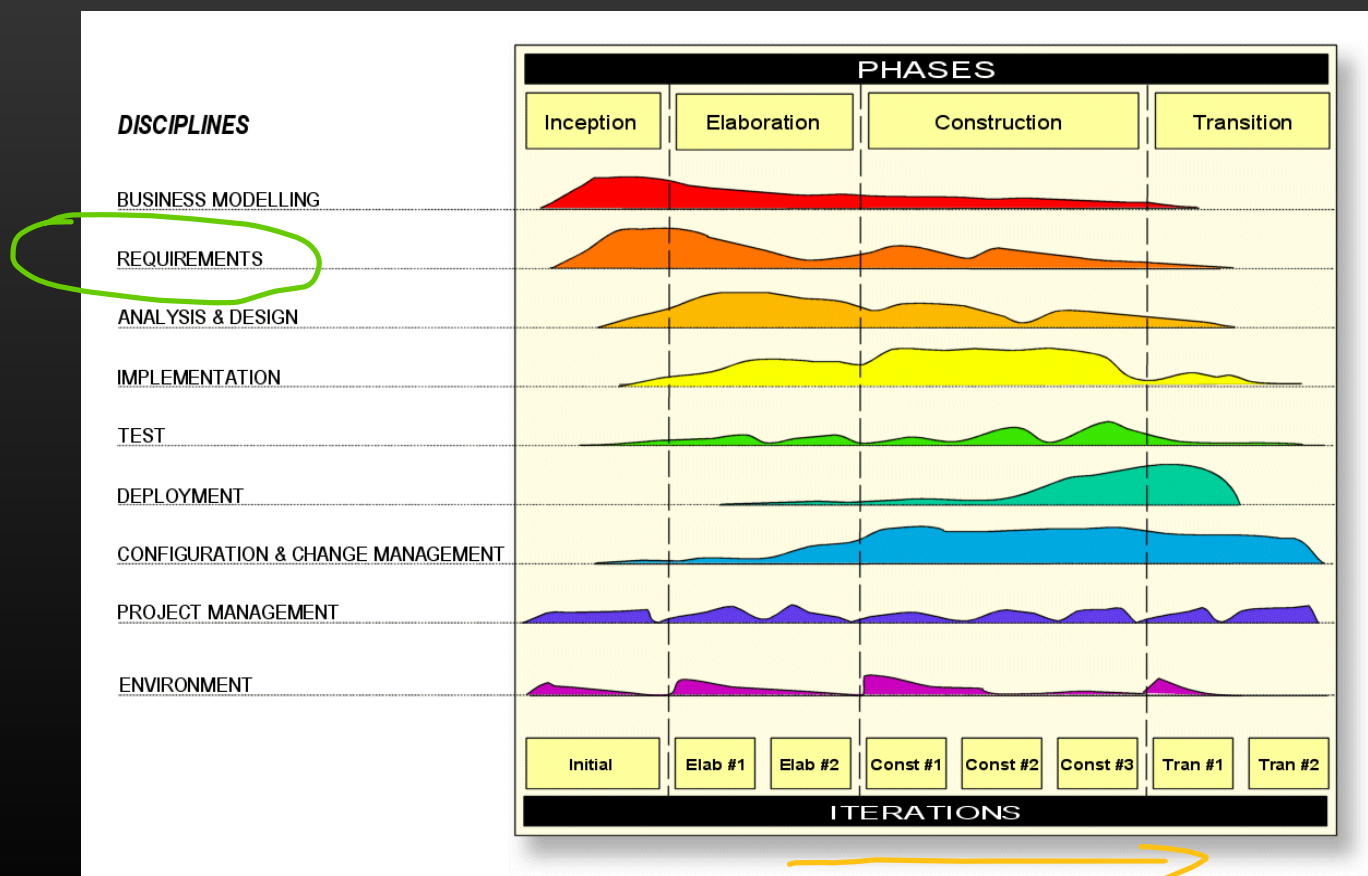 PHASES
DISCIPLINES
Inception Elaboration Construction Transition
BUSINESS MODELLING
REQUIREMENTS
ANALYSIS & DESIGN
IMPLEMENTATION
TEST
DEPLOYMENT
CONFIGURATION & CHANGE MANAGEMENT
PROJECT MANAGEMENT
ENVIRONMENT
Initial Elab #1 Elab #2 Const #1 Const #2 Const #3 Tran #1 Tran #2
ITERATIONS